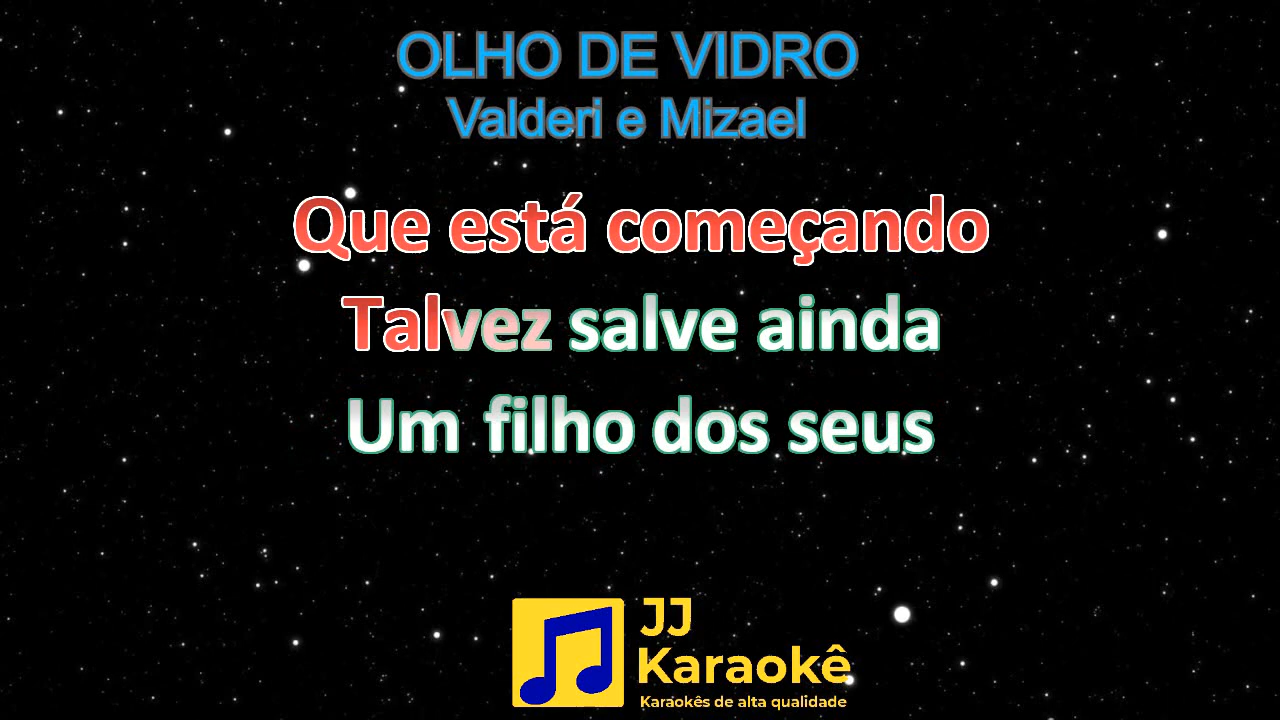 OLHO DE VIDRO
Valderi e Mizael
Que está começando
Talvez salve ainda
Um filho dos seus
JJ
Karaokê
Karaokês de alta qualidade